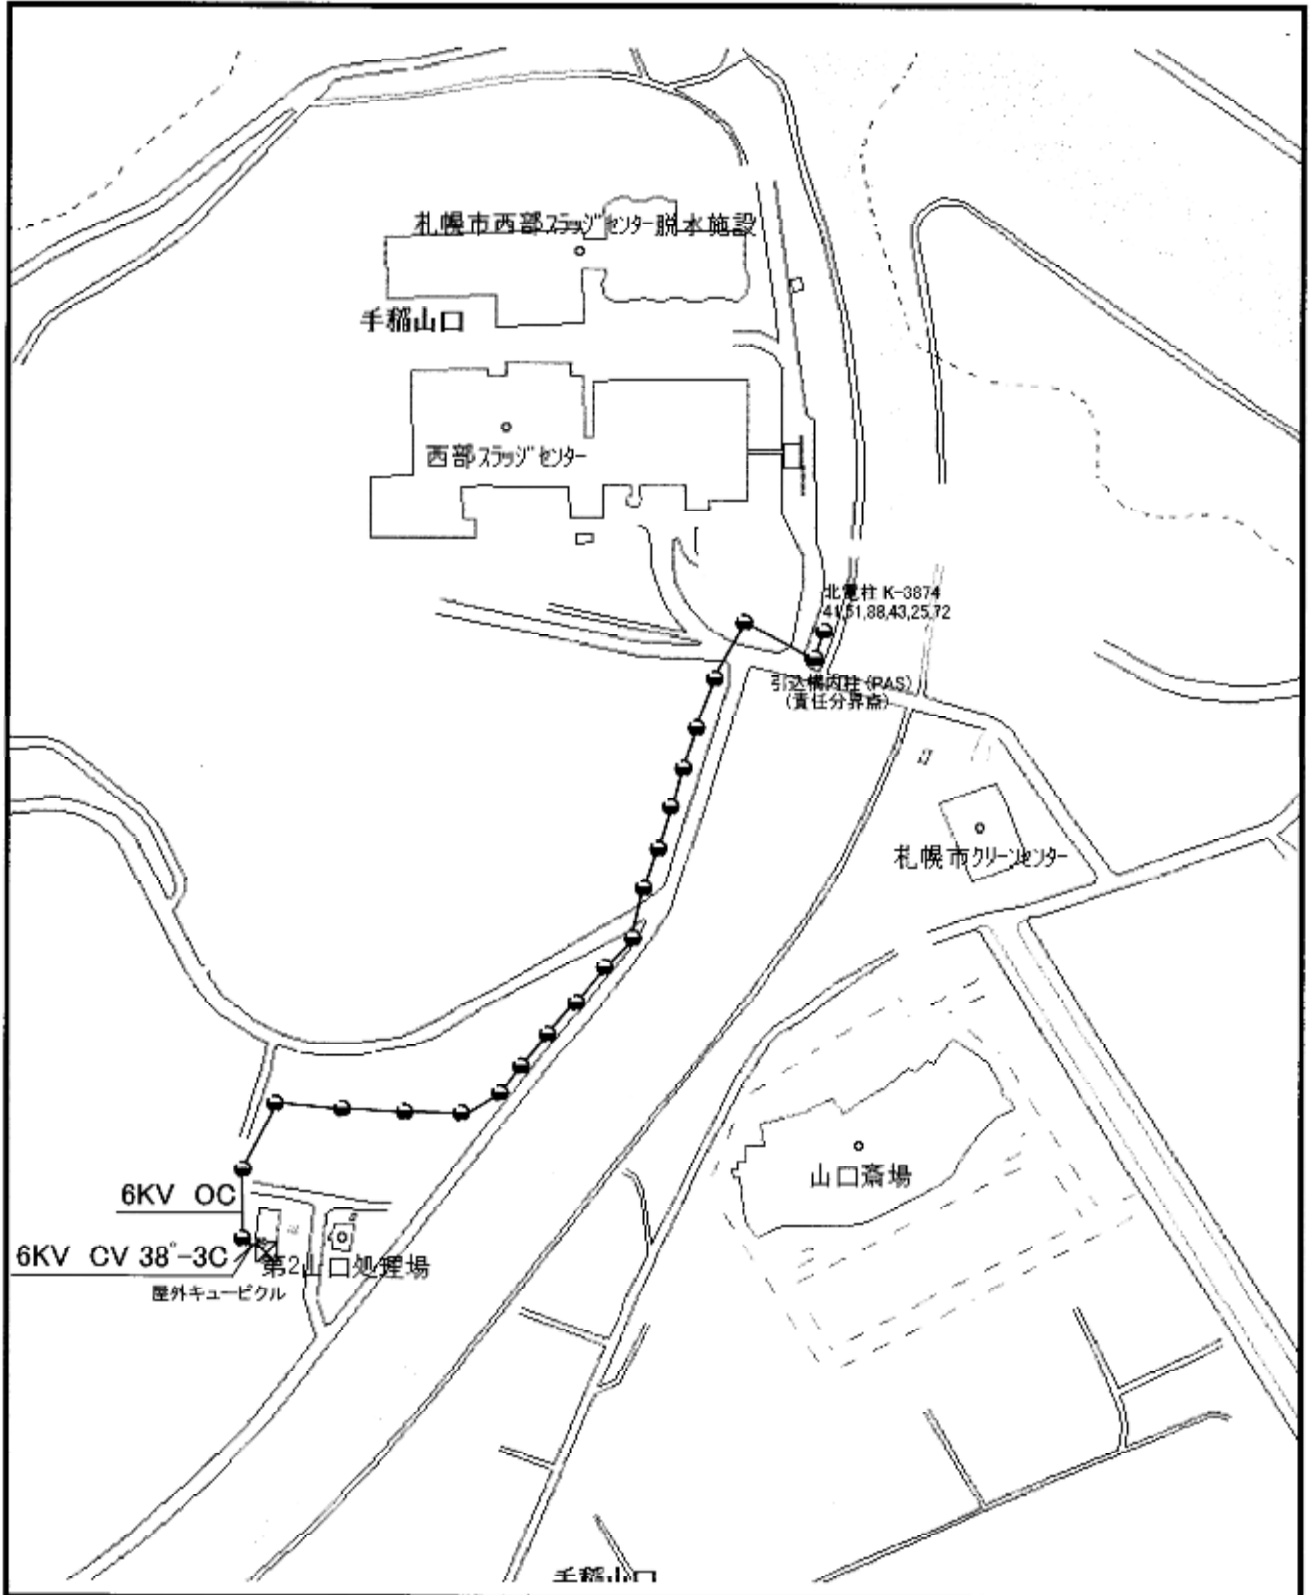 札幌市西部スラッジセンター脱水施設
手稲山口
西部スラッジセンター
北電柱 K-3874
41,51,88,43,25,72
引込構内柱(PAS)
(責任分界点)
札幌市クリーンセンター
山口斎場
6KV OC
6KV CV 38°-3C
第2山口処理場
屋外キュービクル
手稲山口